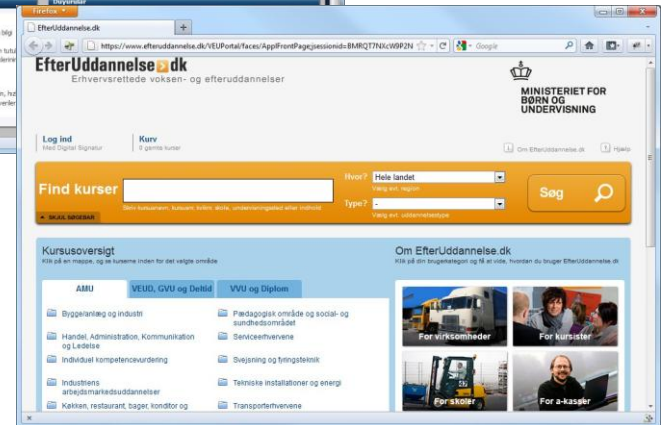 Duyurular
Firefox
EfterUddannelse.dk
https://www.efteruddannelse.dk/VEUPortal/faces/ApplFrontPage
Google
EfterUddannelse dk
Erhvervsrettede voksen- og efteruddannelser
MINISTERIET FOR
BØRN OG
UNDERVISNING
Log ind
Med Digital Signatur
Kurv
0 gemte kurser
Om EfterUddannelse.dk
Hjælp
Find kurser
Hvor?
Hele landet
Vælg evt. region
Type?
-
Vælg evt. uddannelsestype
Søg
SKJUL SØGEBAR
Kursusoversigt
Klik på en mappe, og se kurserne inden for det valgte område
AMU
VEUD, GVU og Deltid
VVU og Diplom
Byggeanlæg og industri
Handel, Administration, Kommunikation
og Ledelse
Individuel kompetencevurdering
Industriens
arbejdsmarkedsuddannelser
Køkken, restaurant, bager, konditor og
Pædagogisk område og social- og
sundhedsområdet
Serviceerhvervene
Svejsning og fyringsteknik
Tekniske installationer og energi
Transporterhvervene
Om EfterUddannelse.dk
Klik på din brugerkategori og få at vide, hvordan du bruger EfterUddannelse.dk
For virksomheder
For kursister
For skoler
For a-kasser